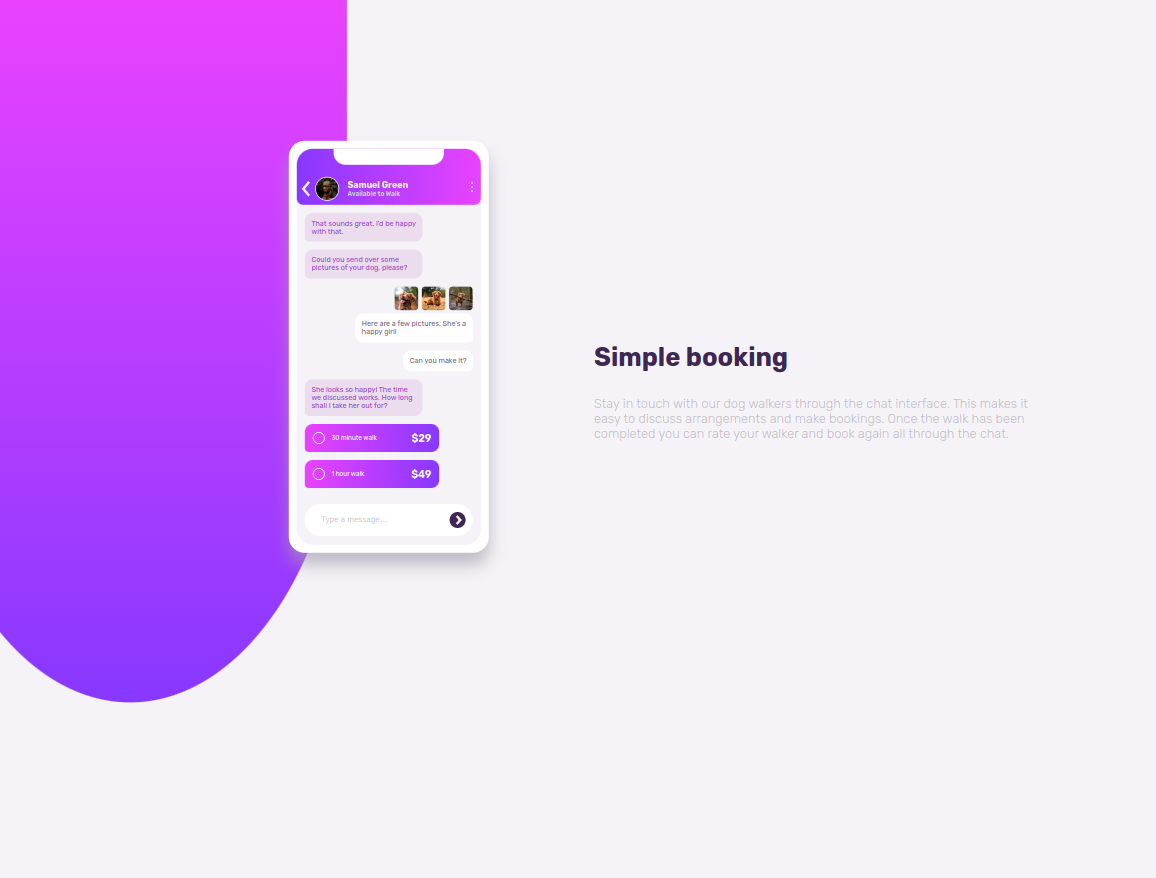 Samuel Green
Available to Walk
That sounds great. I'd be happy
with that.
Could you send over some
pictures of your dog, please?
Here are a few pictures. She's a
happy girl!
Can you make it?
She looks so happy! The time
we discussed works. How long
shall I take her out for?
30 minute walk $29
1 hour walk $49
Type a message...
Simple booking
Stay in touch with our dog walkers through the chat interface. This makes it
easy to discuss arrangements and make bookings. Once the walk has been
completed you can rate your walker and book again all through the chat.